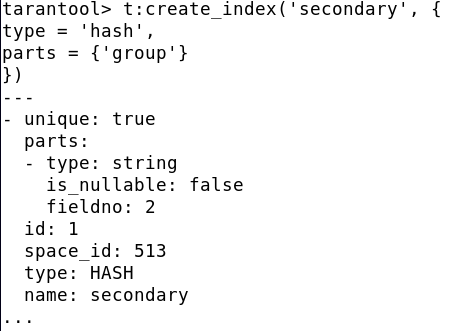 tarantool> t:create_index('secondary', {
type = 'hash',
parts = {'group'}
})
---
- unique: true
  parts:
  - type: string
    is_nullable: false
    fieldno: 2
  id: 1
  space_id: 513
  type: HASH
  name: secondary
...